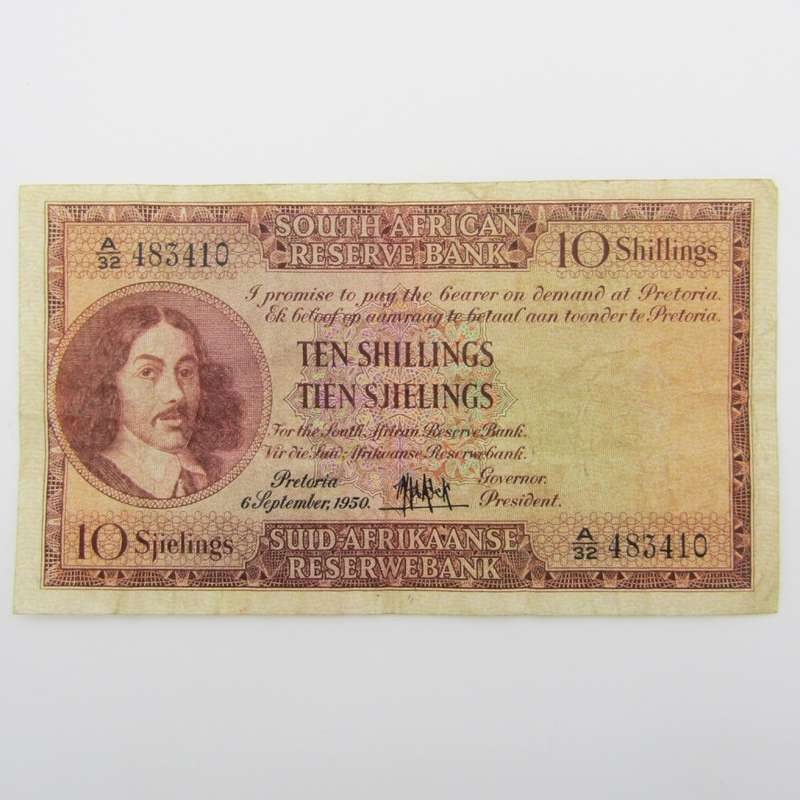 SOUTH AFRICAN
RESERVE BANK
A/32 483410
10 Shillings
I promise to pay the bearer on demand at Pretoria.
Ek beloof op aanvraag te betaal aan toonder te Pretoria.
TEN SHILLINGS
TIEN SJIELINGS
For the South African Reserve Bank.
Vir die Suid-Afrikaanse Reserwebank.
Pretoria
6 September, 1950.
Governor.
President.
10 Sjielings
SUID-AFRIKAANSE
RESERWEBANK
A/32 483410